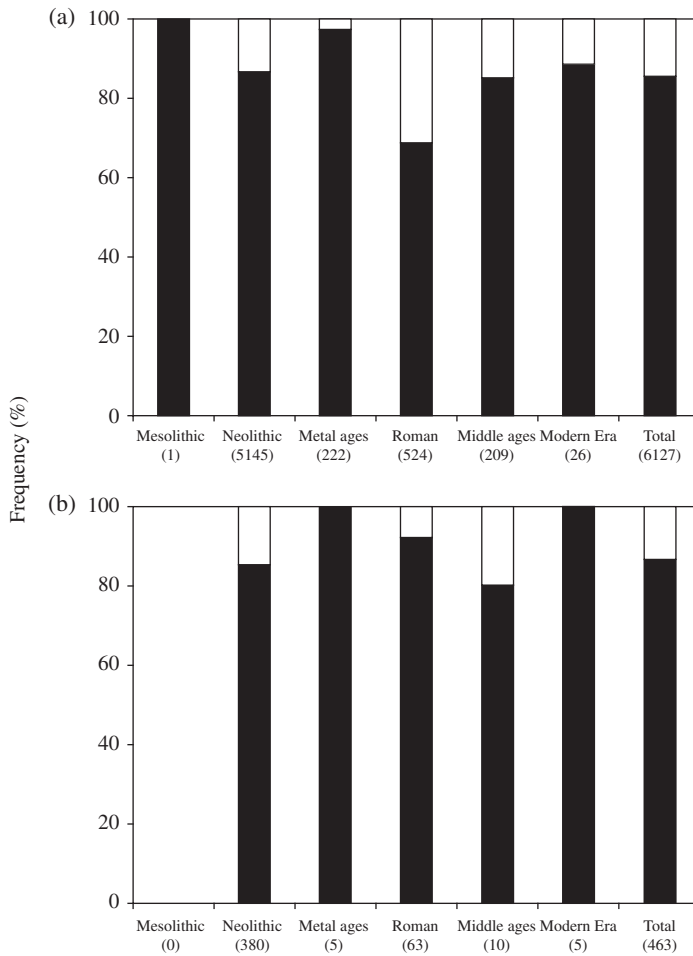 Frequency (%)
(a)
100
80
60
40
20
0
Mesolithic Neolithic Metal ages Roman Middle ages Modern Era Total
(1) (5145) (222) (524) (209) (26) (6127)
(b)
100
80
60
40
20
0
Mesolithic Neolithic Metal ages Roman Middle ages Modern Era Total
(0) (380) (5) (63) (10) (5) (463)